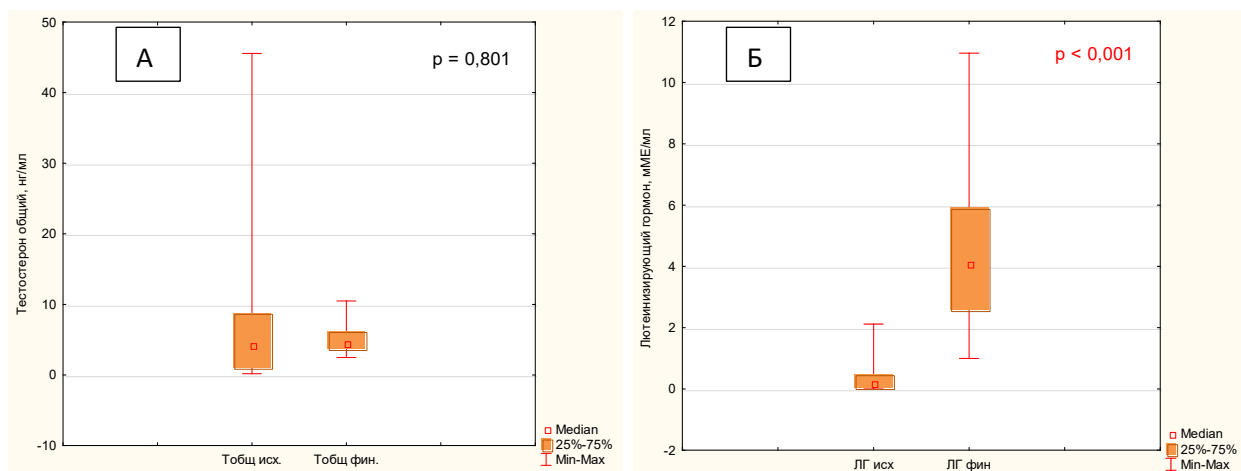 А
p = 0,801
Тестостерон общий, нг/мл
50
40
30
20
10
0
-10
Тобщ исх.
Тобщ фин.
Median
25%-75%
Min-Max
Б
p < 0,001
Лютеинизирующий гормон, мМЕ/мл
12
10
8
6
4
2
0
-2
ЛГ исх
ЛГ фин
Median
25%-75%
Min-Max